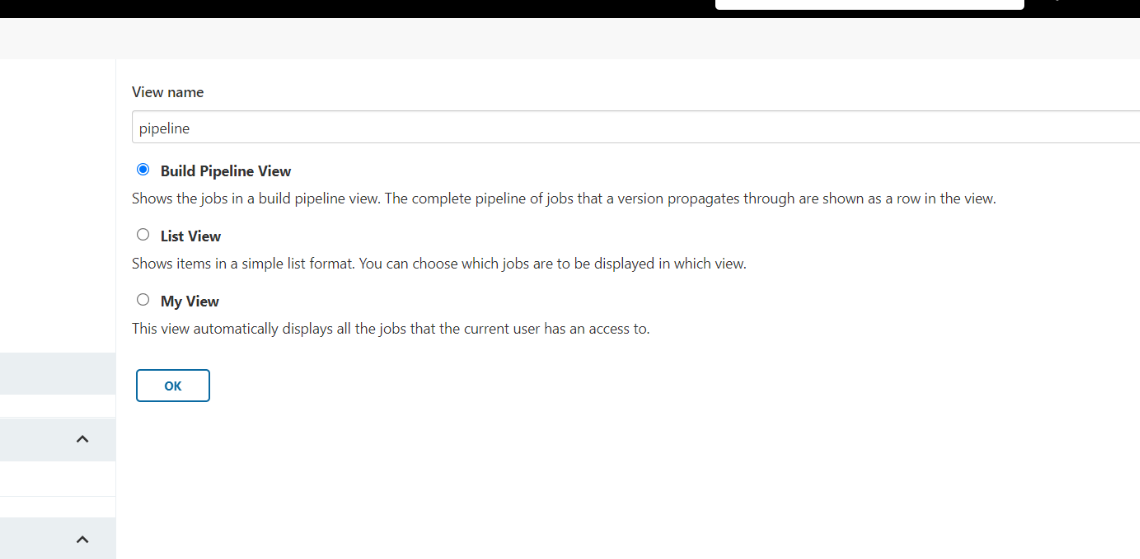 View name
pipeline
Build Pipeline View
Shows the jobs in a build pipeline view. The complete pipeline of jobs that a version propagates through are shown as a row in the view.
List View
Shows items in a simple list format. You can choose which jobs are to be displayed in which view.
My View
This view automatically displays all the jobs that the current user has an access to.
OK